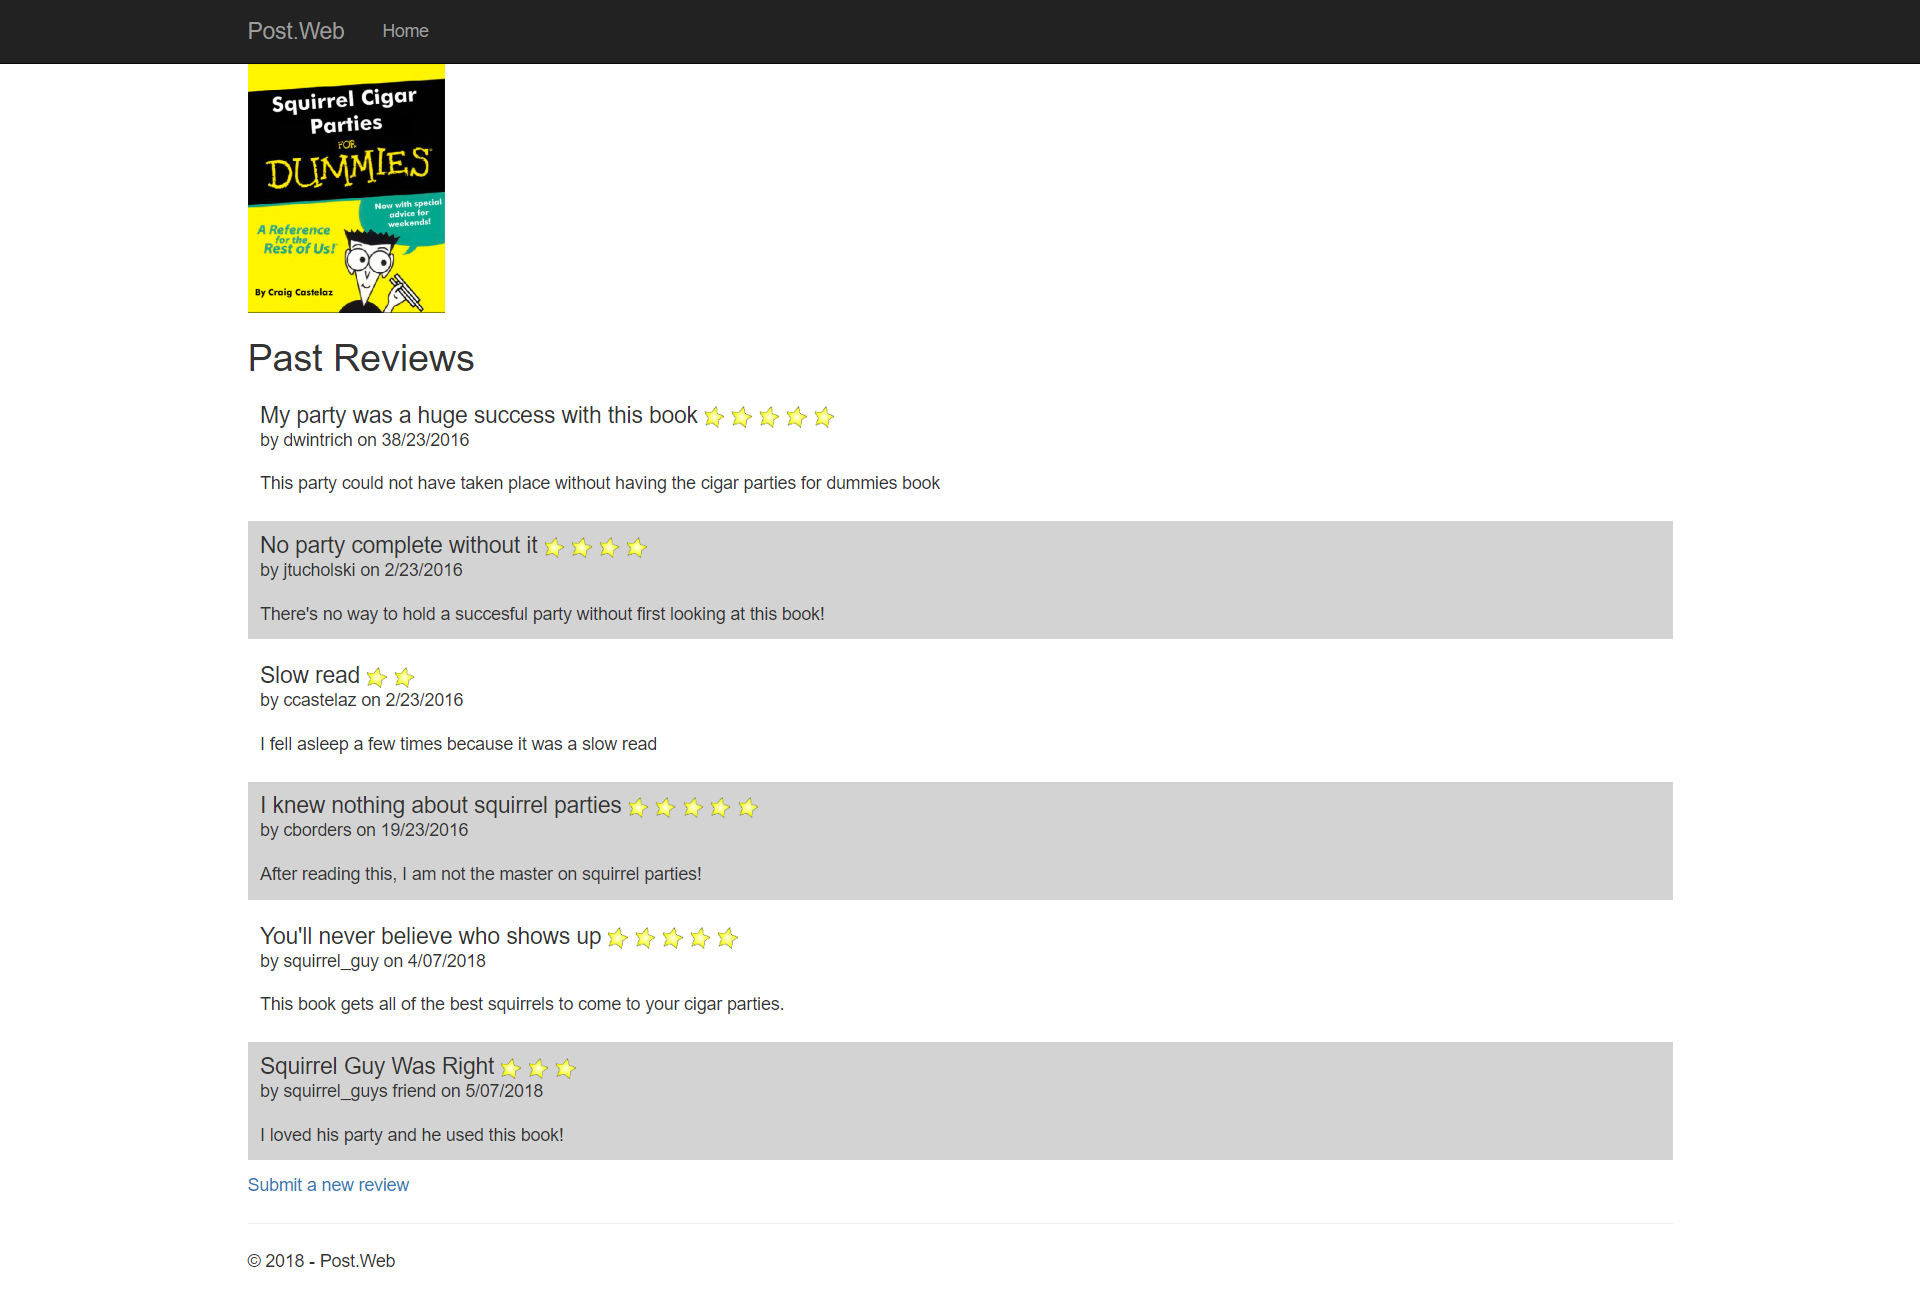 Post.Web Home
Squirrel Cigar
Parties
FOR
DUMMIES
Now with special
advice for
weekends!
A Reference
for the
Rest of Us!
By Craig Castelaz
Past Reviews
My party was a huge success with this book
by dwintrich on 38/23/2016
This party could not have taken place without having the cigar parties for dummies book
No party complete without it
by jtucholski on 2/23/2016
There's no way to hold a succesful party without first looking at this book!
Slow read
by ccastelaz on 2/23/2016
I fell asleep a few times because it was a slow read
I knew nothing about squirrel parties
by cborders on 19/23/2016
After reading this, I am not the master on squirrel parties!
You'll never believe who shows up
by squirrel_guy on 4/07/2018
This book gets all of the best squirrels to come to your cigar parties.
Squirrel Guy Was Right
by squirrel_guys friend on 5/07/2018
I loved his party and he used this book!
Submit a new review
© 2018 - Post.Web